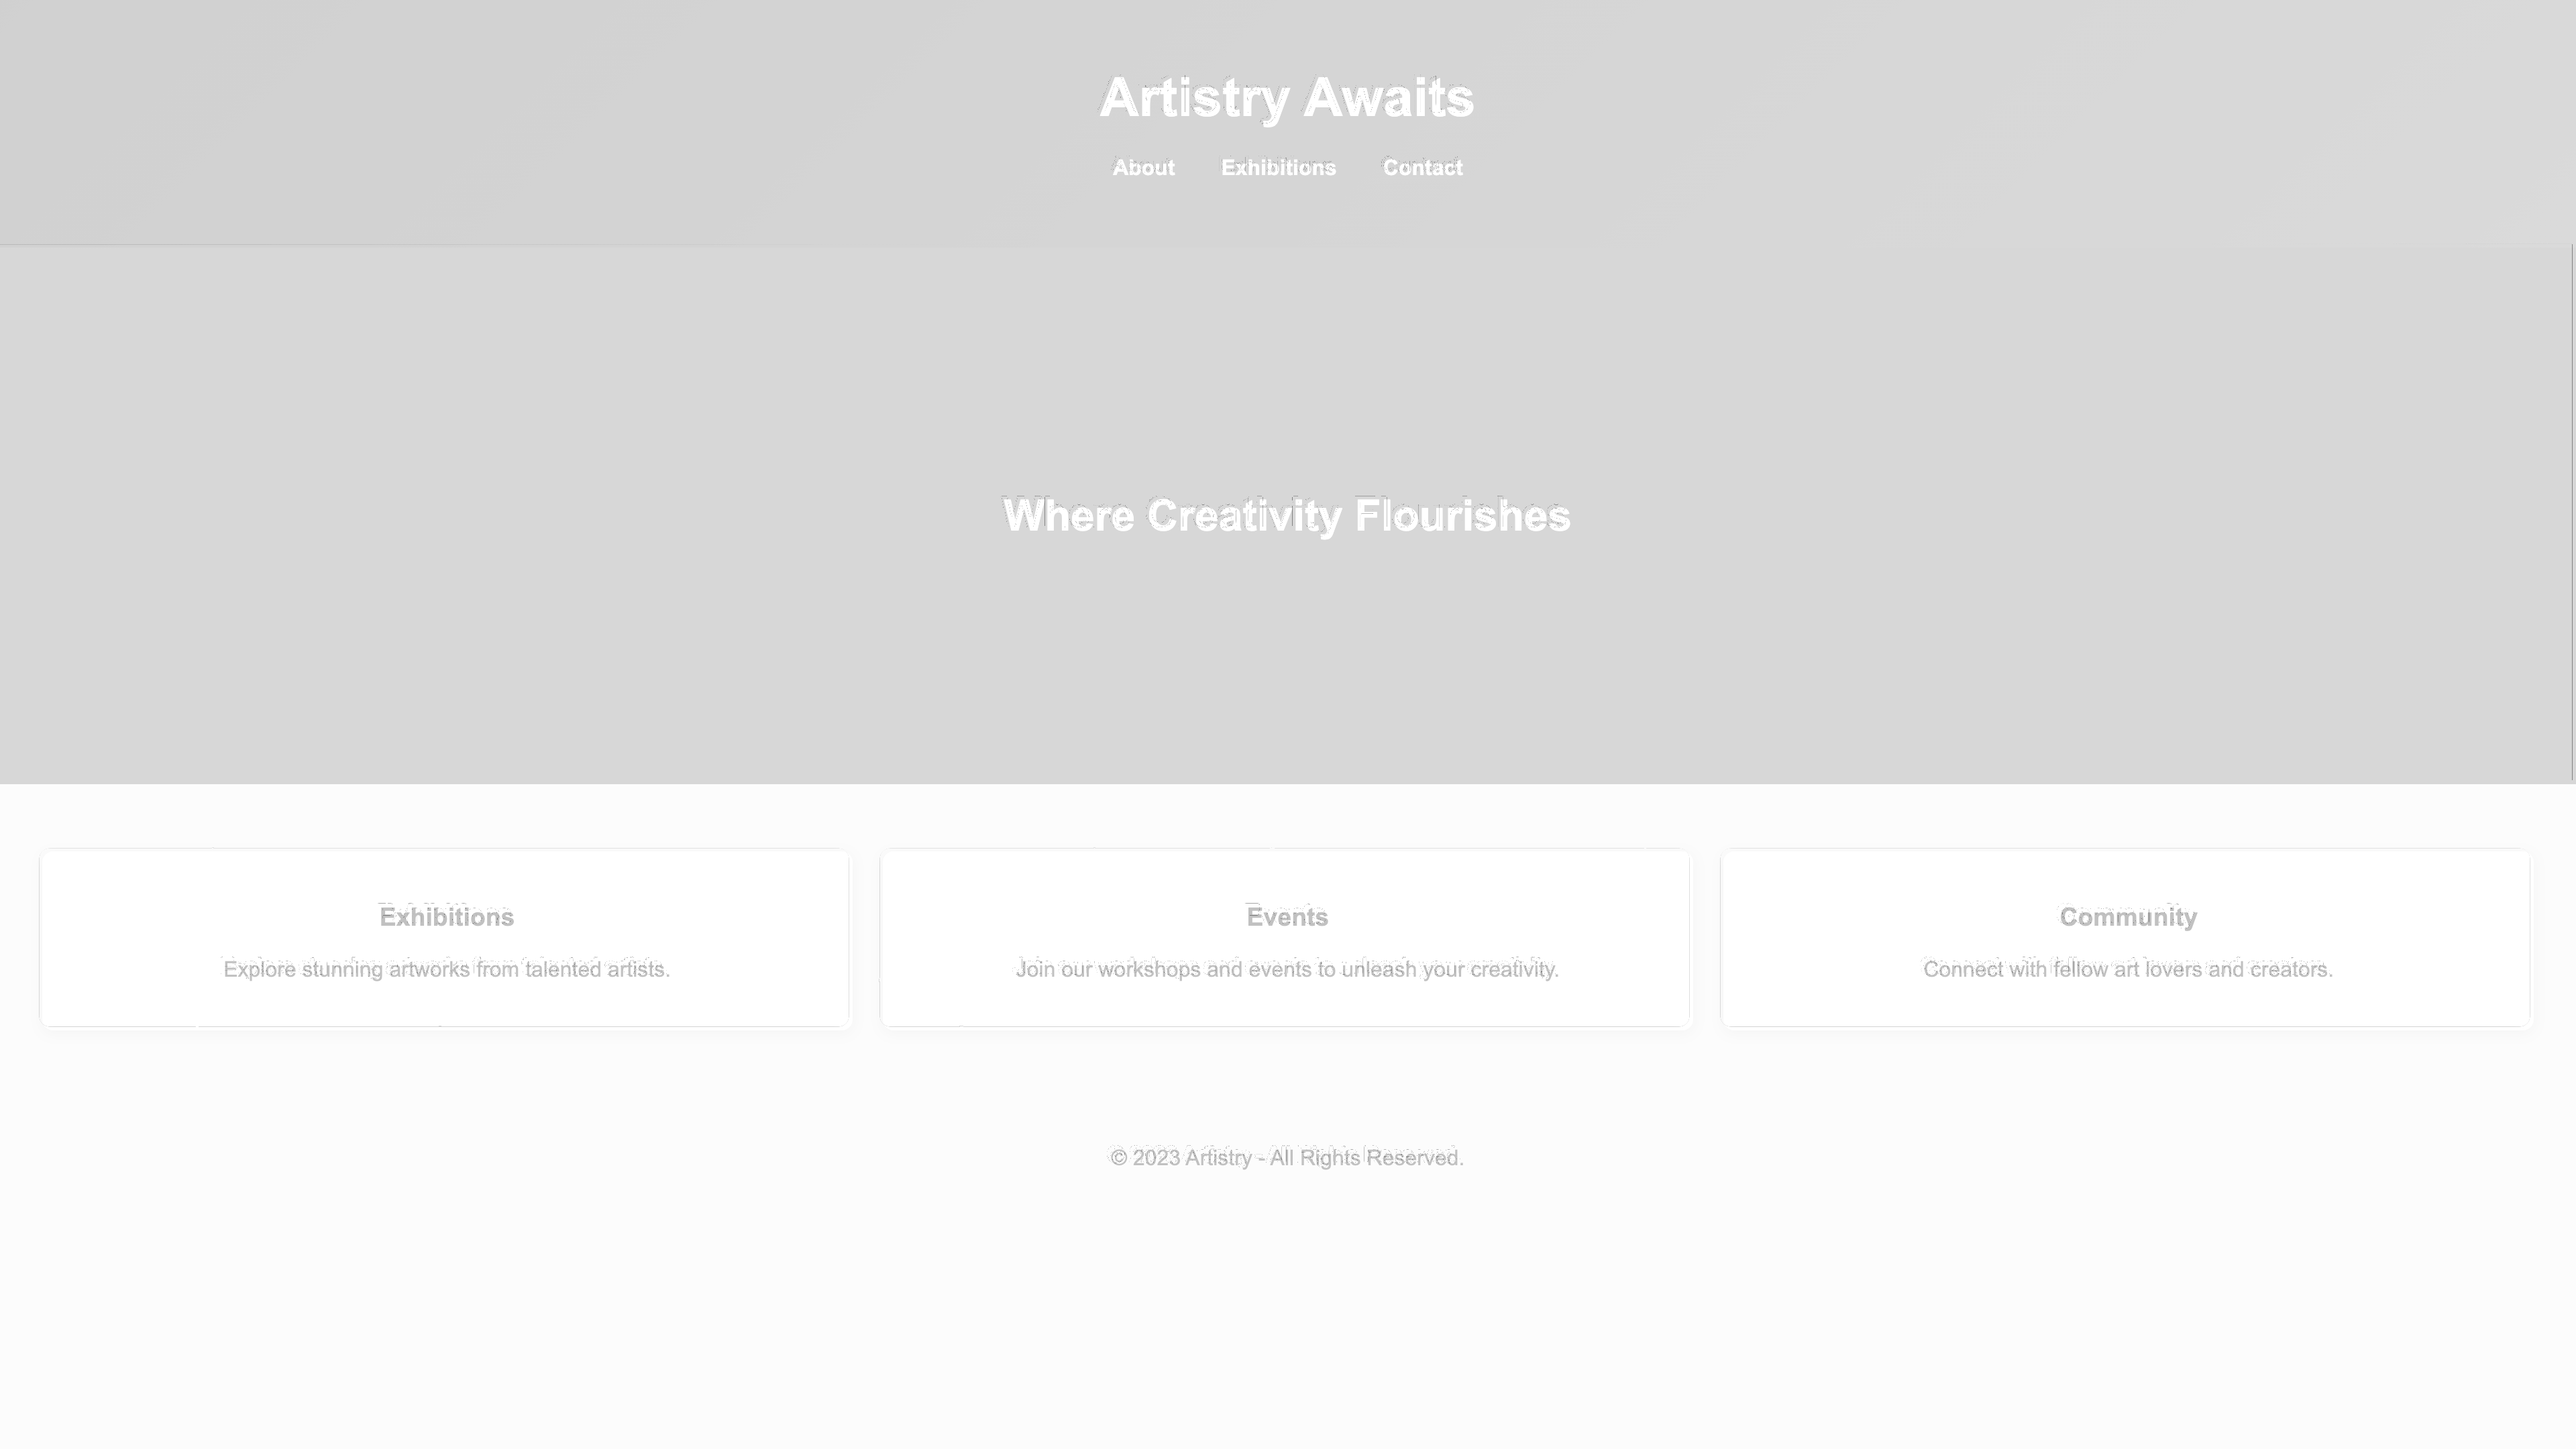 Artistry Awaits
About Exhibitions Contact
Where Creativity Flourishes
Exhibitions
Explore stunning artworks from talented artists.
Events
Join our workshops and events to unleash your creativity.
Community
Connect with fellow art lovers and creators.
© 2023 Artistry - All Rights Reserved.